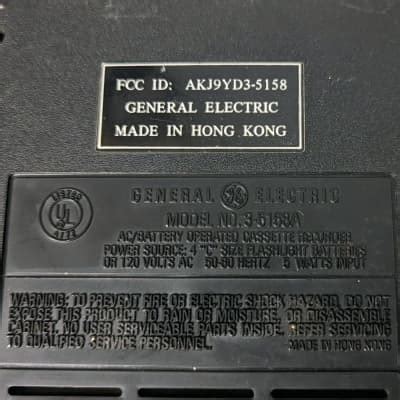 FCC ID: AKJ9YD3-5158
GENERAL ELECTRIC
MADE IN HONG KONG
LISTED
UL
GENERAL GE ELECTRIC
MODEL NO. 3-5158A
AC/BATTERY OPERATED CASSETTE RECORDER
POWER SOURCE: 4 "C" SIZE FLASHLIGHT BATTERIES
OR 120 VOLTS AC 50-60 HERTZ 5 WATTS INPUT
WARNING: TO PREVENT FIRE OR ELECTRIC SHOCK HAZARD, DO NOT
EXPOSE THIS PRODUCT TO RAIN OR MOISTURE, OR DISASSEMBLE
CABINET. NO USER SERVICEABLE PARTS INSIDE. REFER SERVICING
TO QUALIFIED SERVICE PERSONNEL.
MADE IN HONG KONG